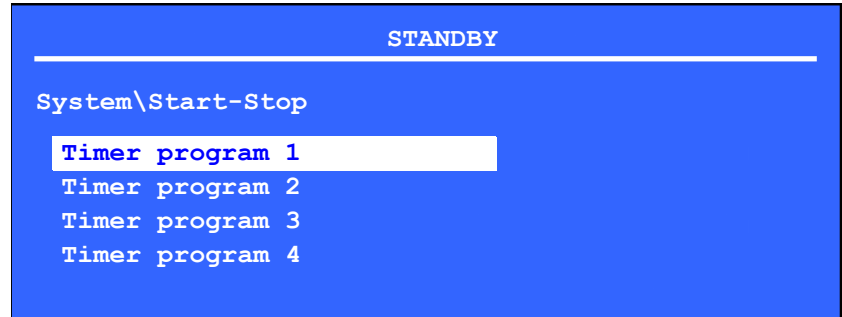 STANDBY
System\Start-Stop
Timer program 1
Timer program 2
Timer program 3
Timer program 4